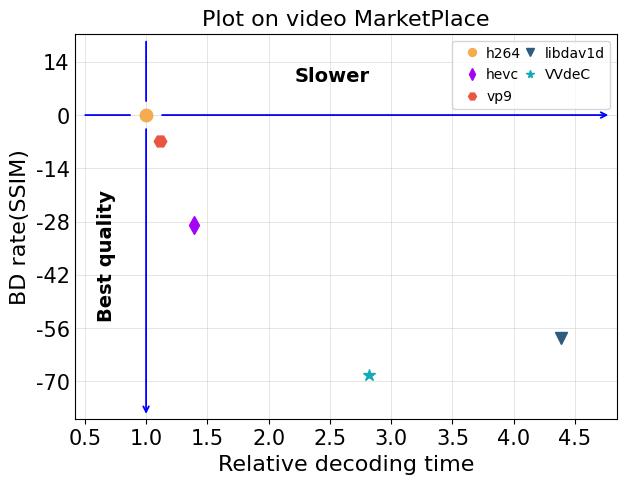 Plot on video MarketPlace
h264
hevc
vp9
libdav1d
VVdeC
Slower
Best quality
BD rate(SSIM)
14
0
-14
-28
-42
-56
-70
0.5 1.0 1.5 2.0 2.5 3.0 3.5 4.0 4.5
Relative decoding time